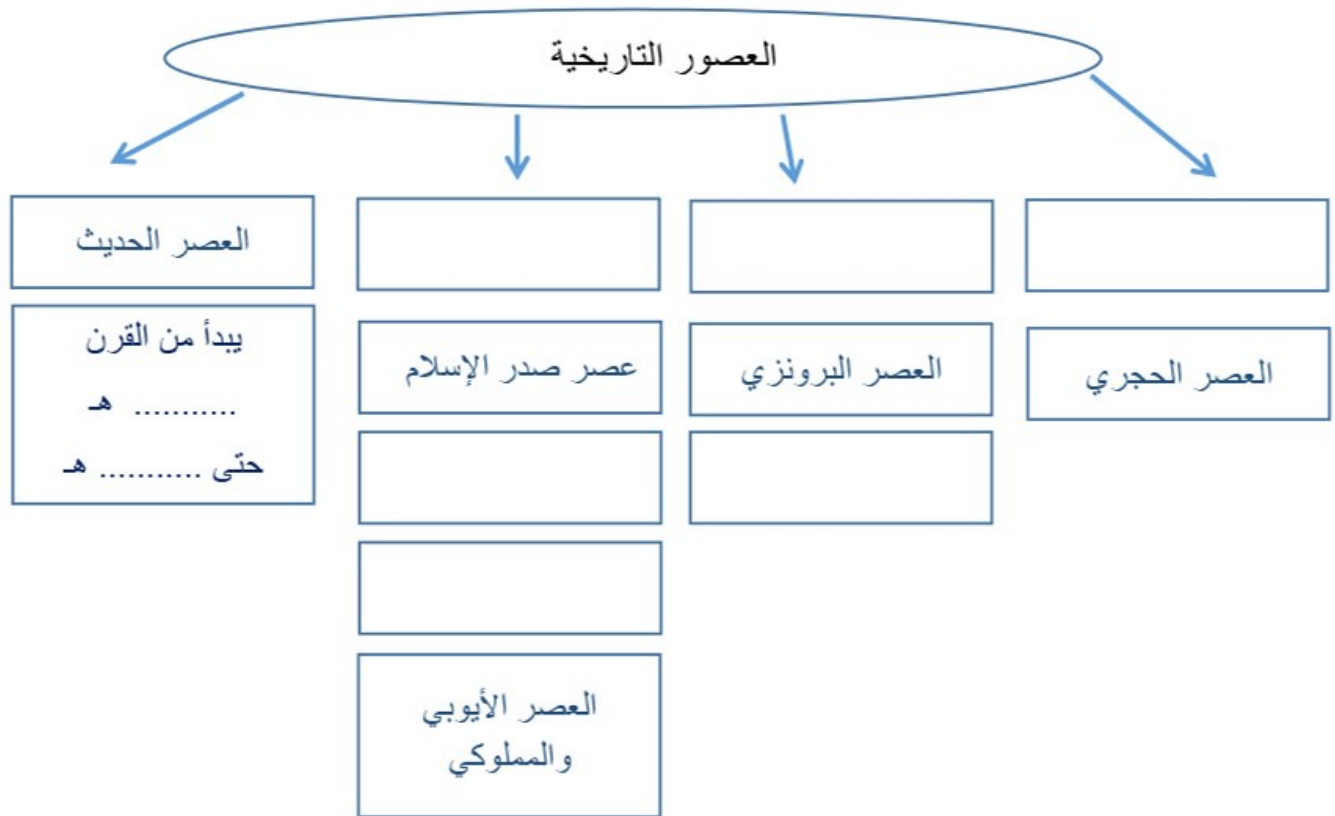 العصور التاريخية
العصر الحديث
العصر الحجري
العصر البرونزي
عصر صدر الإسلام
يبدأ من القرن
........... هـ
حتى ........... هـ
العصر الأيوبي
والمملوكي